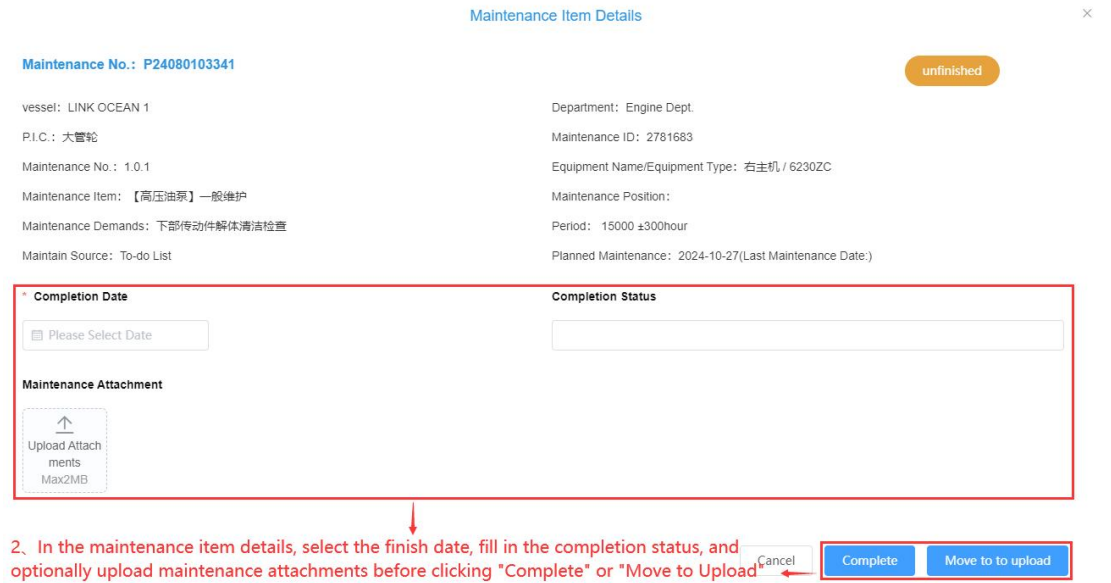 Maintenance Item Details
Maintenance No.: P24080103341
unfinished
vessel: LINK OCEAN 1
Department: Engine Dept.
P.I.C.: 大管轮
Maintenance ID: 2781683
Maintenance No.: 1.0.1
Equipment Name/Equipment Type: 右主机 / 6230ZC
Maintenance Item: 【高压油泵】一般维护
Maintenance Position:
Maintenance Demands: 下部传动件解体清洁检查
Period: 15000 ±300hour
Maintain Source: To-do List
Planned Maintenance: 2024-10-27(Last Maintenance Date:)
* Completion Date
Completion Status
Please Select Date
Maintenance Attachment
Upload Attach
ments
Max2MB
2、In the maintenance item details, select the finish date, fill in the completion status, and
optionally upload maintenance attachments before clicking "Complete" or "Move to Upload"
Cancel
Complete
Move to to upload